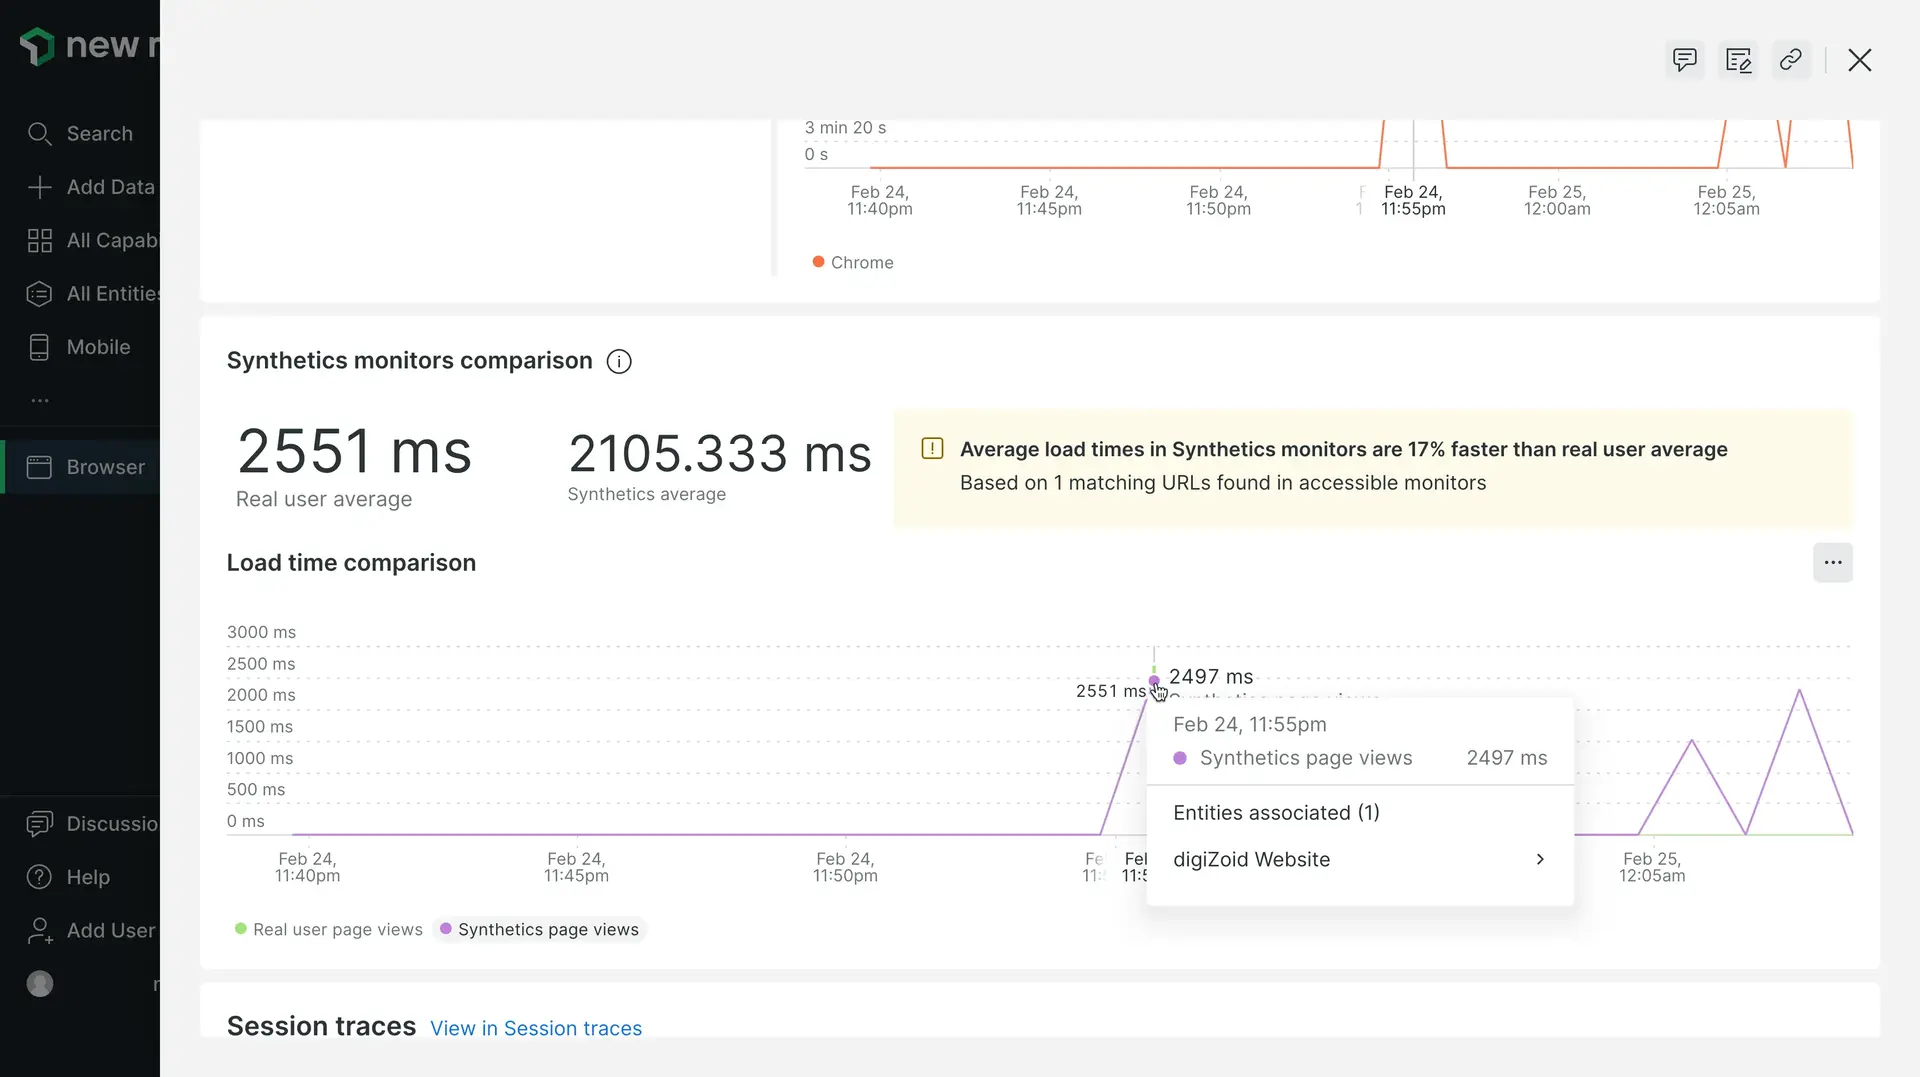 new r
Search
Add Data
All Capabi
All Entities
Mobile
...
Browser
Discussio
Help
Add User
3 min 20 s
0 s
Feb 24, 11:40pm
Feb 24, 11:45pm
Feb 24, 11:50pm
Feb 24, 11:55pm
Feb 25, 12:00am
Feb 25, 12:05am
Chrome
Synthetics monitors comparison
2551 ms
Real user average
2105.333 ms
Synthetics average
Average load times in Synthetics monitors are 17% faster than real user average
Based on 1 matching URLs found in accessible monitors
Load time comparison
3000 ms
2500 ms
2000 ms
1500 ms
1000 ms
500 ms
0 ms
2551 ms
2497 ms
Feb 24, 11:55pm
Synthetics page views 2497 ms
Entities associated (1)
digiZoid Website
Feb 24, 11:40pm
Feb 24, 11:45pm
Feb 24, 11:50pm
Feb 25, 12:05am
Real user page views
Synthetics page views
Session traces View in Session traces